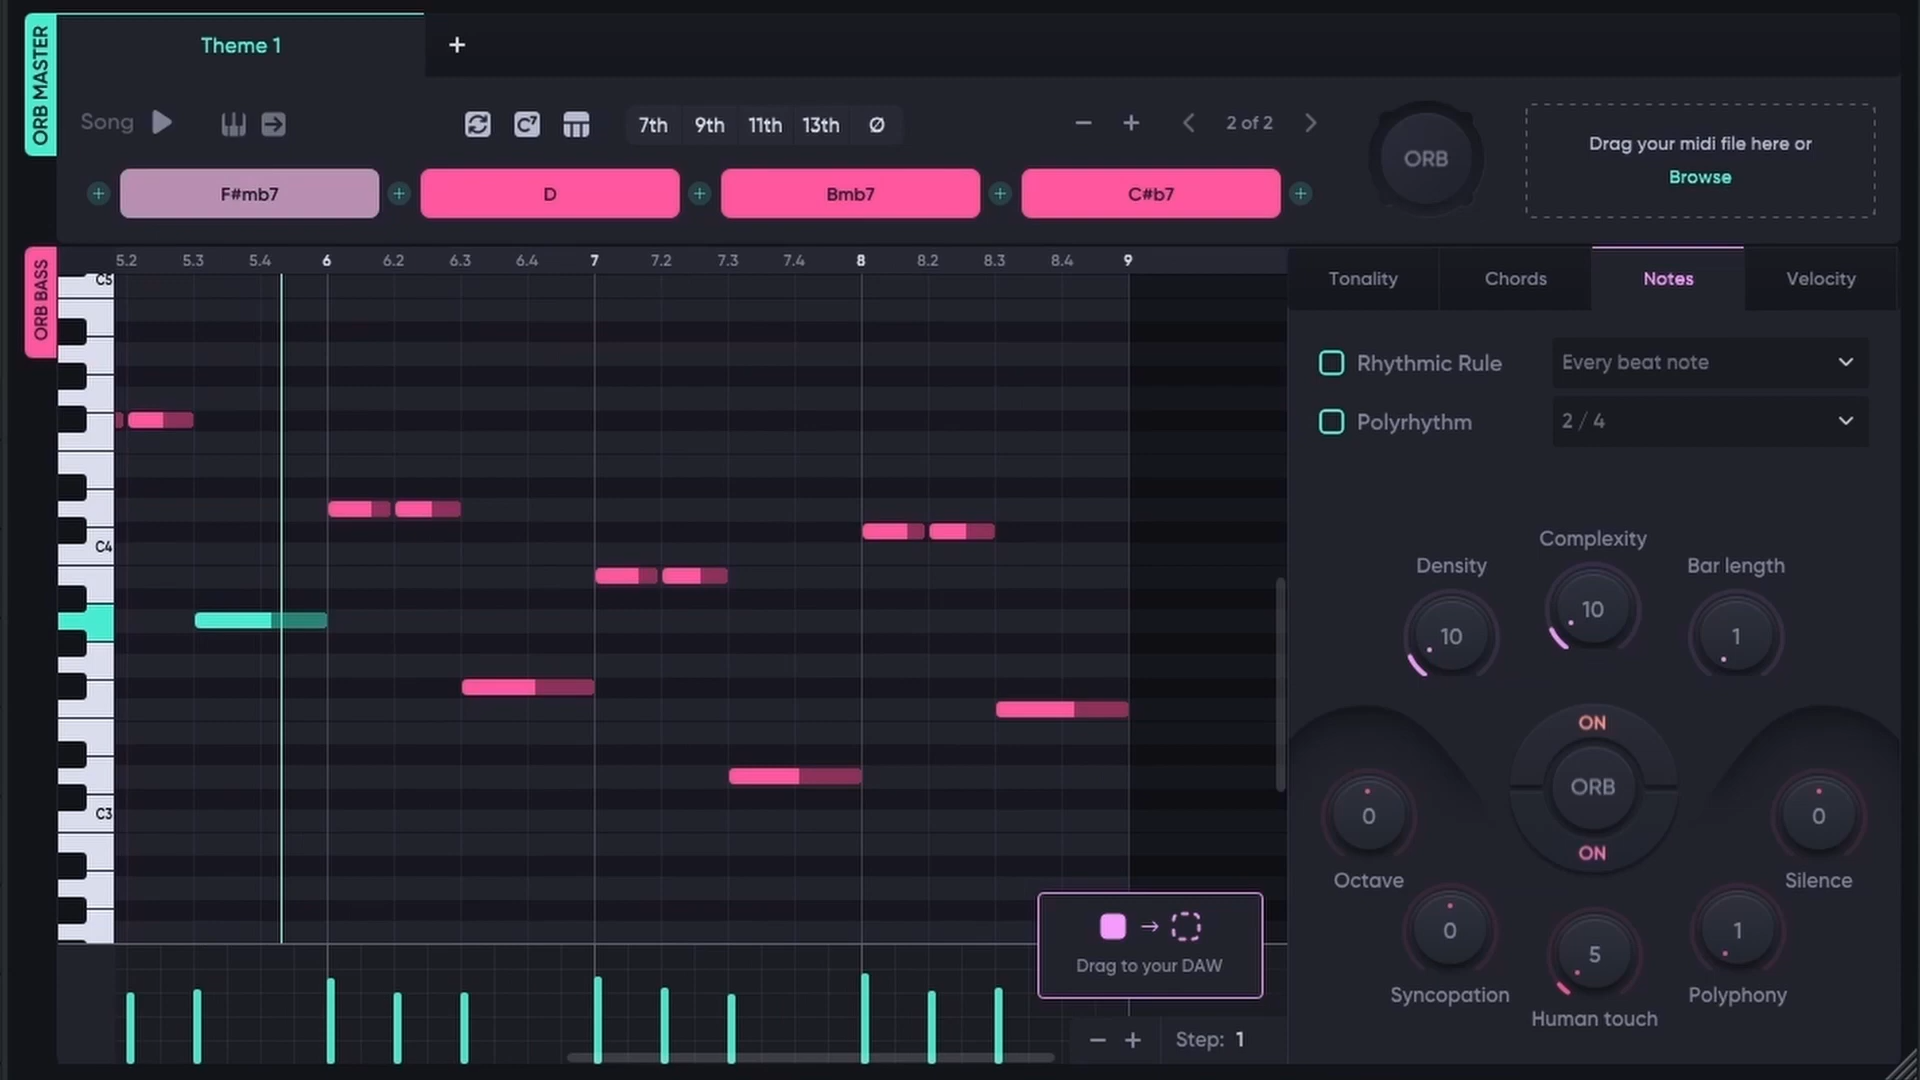 ORB MASTER
Theme 1
+
Song
C7
7th 9th 11th 13th Ø
− +
2 of 2
ORB
Drag your midi file here or
Browse
+ F#mb7 + D + Bmb7 + C#b7 +
ORB BASS
5.2 5.3 5.4 6 6.2 6.3 6.4 7 7.2 7.3 7.4 8 8.2 8.3 8.4 9
C5
C4
C3
Tonality Chords Notes Velocity
Rhythmic Rule Every beat note
Polyrhythm 2 / 4
Complexity
Density Bar length
10
10 1
ON
ORB
ON
0 0
Octave Silence
0 5 1
Syncopation Polyphony
Human touch
Drag to your DAW
− + Step: 1